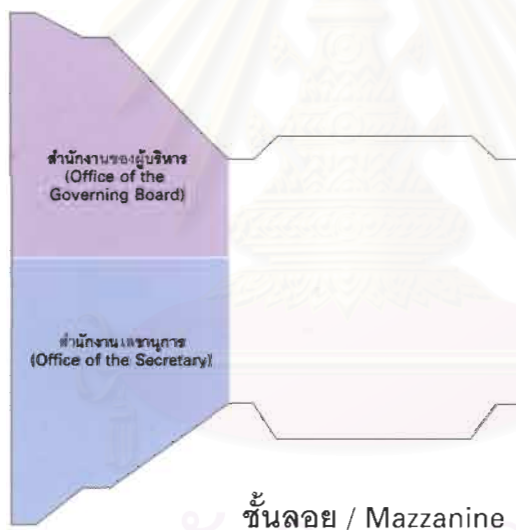 สำนักงานของผู้บริหาร
(Office of the
Governing Board)
สำนักงานเลขานุการ
(Office of the Secretary)
ชั้นลอย / Mazzanine